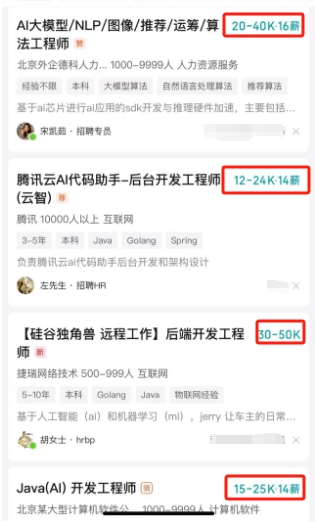 AI大模型/NLP/图像/推荐/运筹/算 20-40K·16薪
法工程师 猎
北京外企德科人力... 1000-9999人 人力资源服务
经验不限 本科 大模型算法 自然语言处理算法 推荐算法
基于ai芯片进行ai应用的sdk开发与推理硬件加速，主要包括...
宋凯茹·招聘专员
腾讯云AI代码助手-后台开发工程师 12-24K·14薪
(云智) 荐
腾讯 10000人以上 互联网
3-5年 本科 Java Golang Spring
负责腾讯云ai代码助手后台开发和架构设计
左先生·招聘HR
【硅谷独角兽 远程工作】后端开发工程 30-50K
师 新
捷瑞网络技术 500-999人 互联网
5-10年 本科 Golang Java 物联网经验
基于人工智能（ai）和机器学习（ml），jerry 让车主的日常...
胡女士·hrbp
Java(AI) 开发工程师 猎 15-25K·14薪
北京某大型计算机软件公... 1000-9999人 计算机软件